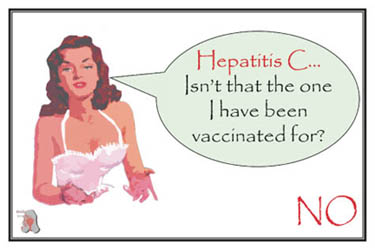 Hepatitis C...
Isn't that the one
I have been
vaccinated for?
NO